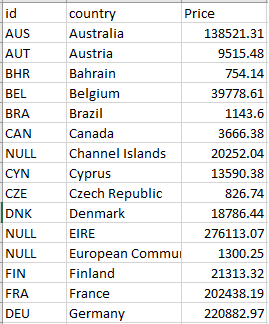 id country Price
AUS Australia 138521.31
AUT Austria 9515.48
BHR Bahrain 754.14
BEL Belgium 39778.61
BRA Brazil 1143.6
CAN Canada 3666.38
NULL Channel Islands 20252.04
CYN Cyprus 13590.38
CZE Czech Republic 826.74
DNK Denmark 18786.44
NULL EIRE 276113.07
NULL European Commu 1300.25
FIN Finland 21313.32
FRA France 202438.19
DEU Germany 220882.97